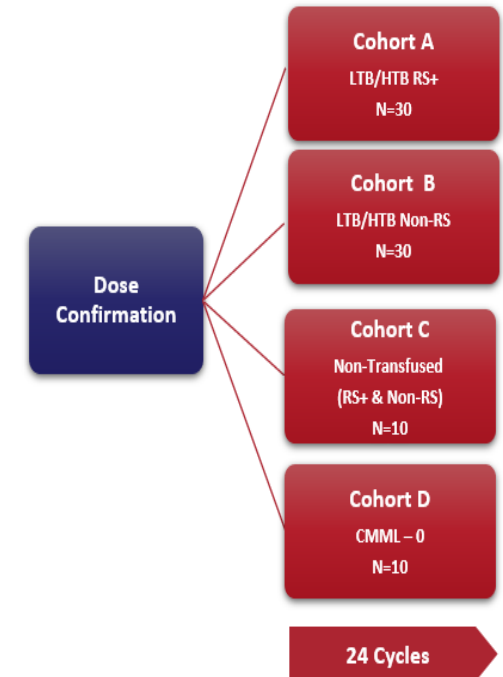 Cohort A
LTB/HTB RS+
N=30
Cohort B
LTB/HTB Non-RS
N=30
Dose
Confirmation
Cohort C
Non-Transfused
(RS+ & Non-RS)
N=10
Cohort D
CMML – 0
N=10
24 Cycles